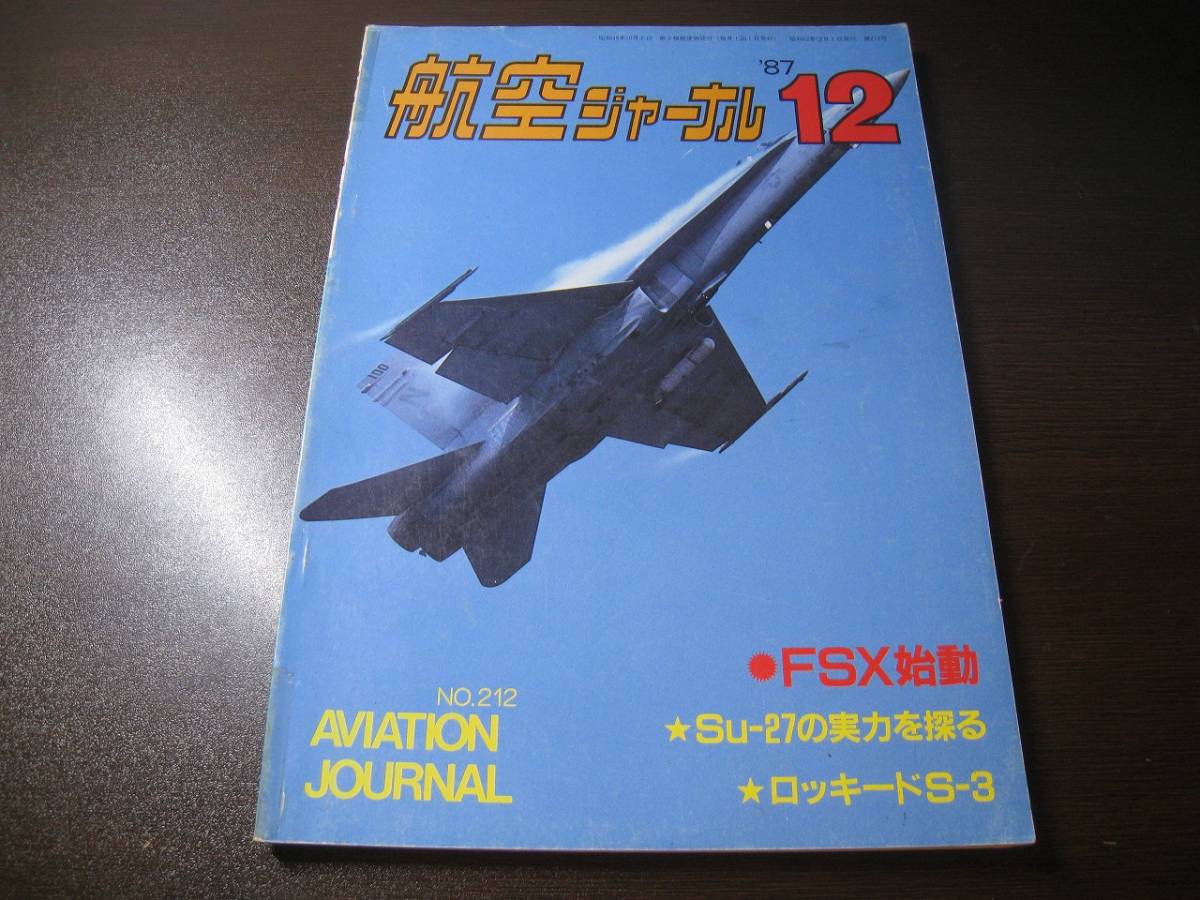 '87
航空ジャーナル 12
100
N
●FSX始動
NO.212
AVIATION
JOURNAL
★Su-27の実力を探る
★ロッキードS-3